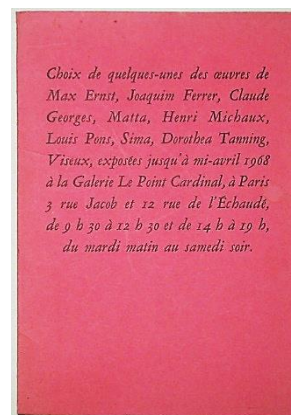 Choix de quelques-unes des œuvres de
Max Ernst, Joaquim Ferrer, Claude
Georges, Matta, Henri Michaux,
Louis Pons, Sima, Dorothea Tanning,
Viseux, exposées jusqu'à mi-avril 1968
à la Galerie Le Point Cardinal, à Paris
3 rue Jacob et 12 rue de l'Échaudé,
de 9 h 30 à 12 h 30 et de 14 h à 19 h,
du mardi matin au samedi soir.